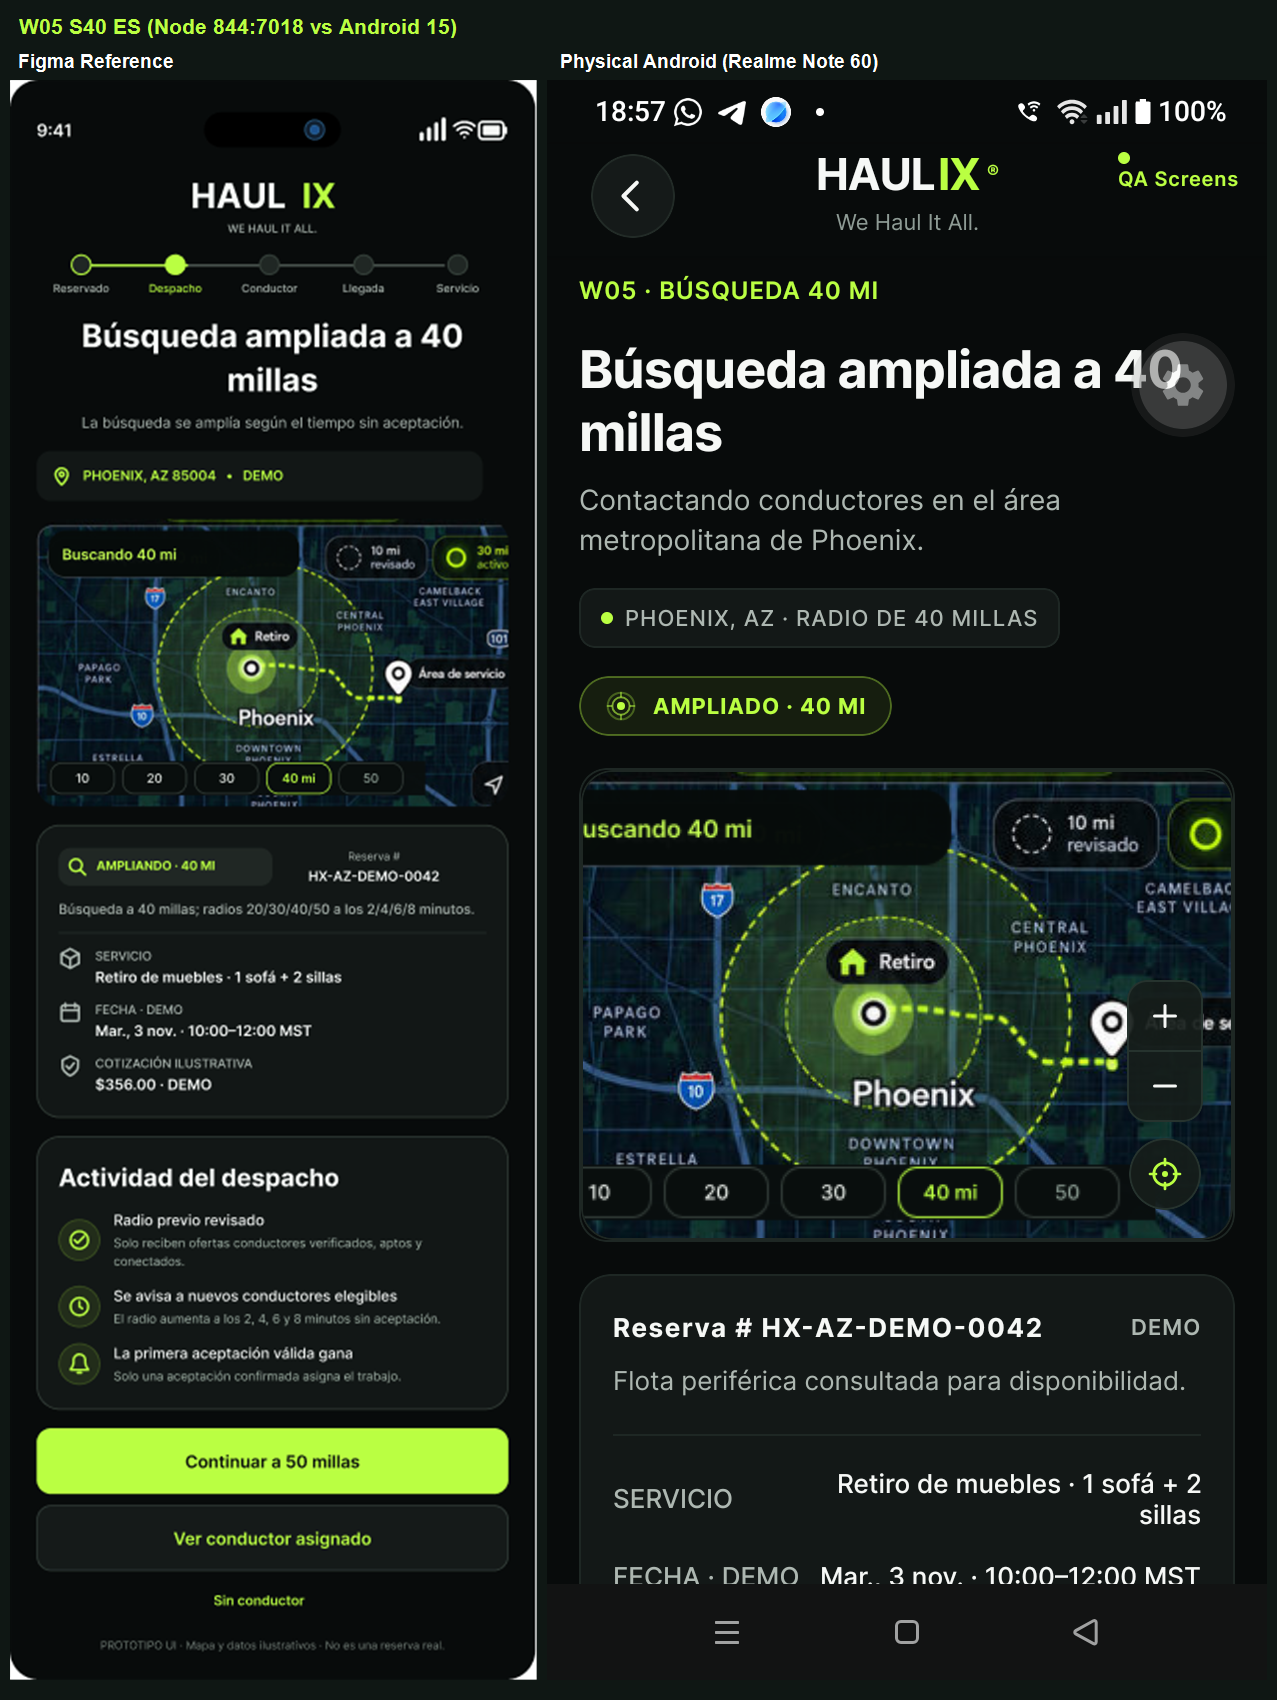 W05 S40 ES (Node 844:7018 vs Android 15)
Figma Reference
9:41
HAUL IX
WE HAUL IT ALL.
Reservado
Despacho
Conductor
Llegada
Servicio
Búsqueda ampliada a 40
millas
La búsqueda se amplía según el tiempo sin aceptación.
PHOENIX, AZ 85004 • DEMO
Buscando 40 mi
10 mi
revisado
30 mi
activo
17
ENCANTO
CAMELBACK
EAST VILLAGE
CENTRAL
PHOENIX
101
Retiro
PAPAGO
PARK
Área de servicio
10
Phoenix
DOWNTOWN
PHOENIX
ESTRELLA
10
20
30
40 mi
50
PHOENIX
AMPLIANDO · 40 MI
Reserva #
HX-AZ-DEMO-0042
Búsqueda a 40 millas; radios 20/30/40/50 a los 2/4/6/8 minutos.
SERVICIO
Retiro de muebles · 1 sofá + 2 sillas
FECHA · DEMO
Mar., 3 nov. · 10:00–12:00 MST
COTIZACIÓN ILUSTRATIVA
$356.00 · DEMO
Actividad del despacho
Radio previo revisado
Solo reciben ofertas conductores verificados, aptos y
conectados.
Se avisa a nuevos conductores elegibles
El radio aumenta a los 2, 4, 6 y 8 minutos sin aceptación.
La primera aceptación válida gana
Solo una aceptación confirmada asigna el trabajo.
Continuar a 50 millas
Ver conductor asignado
Sin conductor
PROTOTIPO UI · Mapa y datos ilustrativos · No es una reserva real.
Physical Android (Realme Note 60)
18:57
100%
HAULIX ®
We Haul It All.
QA Screens
W05 · BÚSQUEDA 40 MI
Búsqueda ampliada a 40
millas
Contactando conductores en el área
metropolitana de Phoenix.
PHOENIX, AZ · RADIO DE 40 MILLAS
AMPLIADO · 40 MI
uscando 40 mi
10 mi
revisado
17
ENCANTO
CAMELBAC
EAST VILLA
CENTRAL
PHOENIX
Retiro
PAPAGO
PARK
de se
10
Phoenix
DOWNTOWN
PHOENIX
ESTRELLA
10
20
30
40 mi
50
PHOENIX
Reserva # HX-AZ-DEMO-0042
DEMO
Flota periférica consultada para disponibilidad.
SERVICIO
Retiro de muebles · 1 sofá + 2
sillas
FECHA · DEMO
Mar., 3 nov. · 10:00–12:00 MST